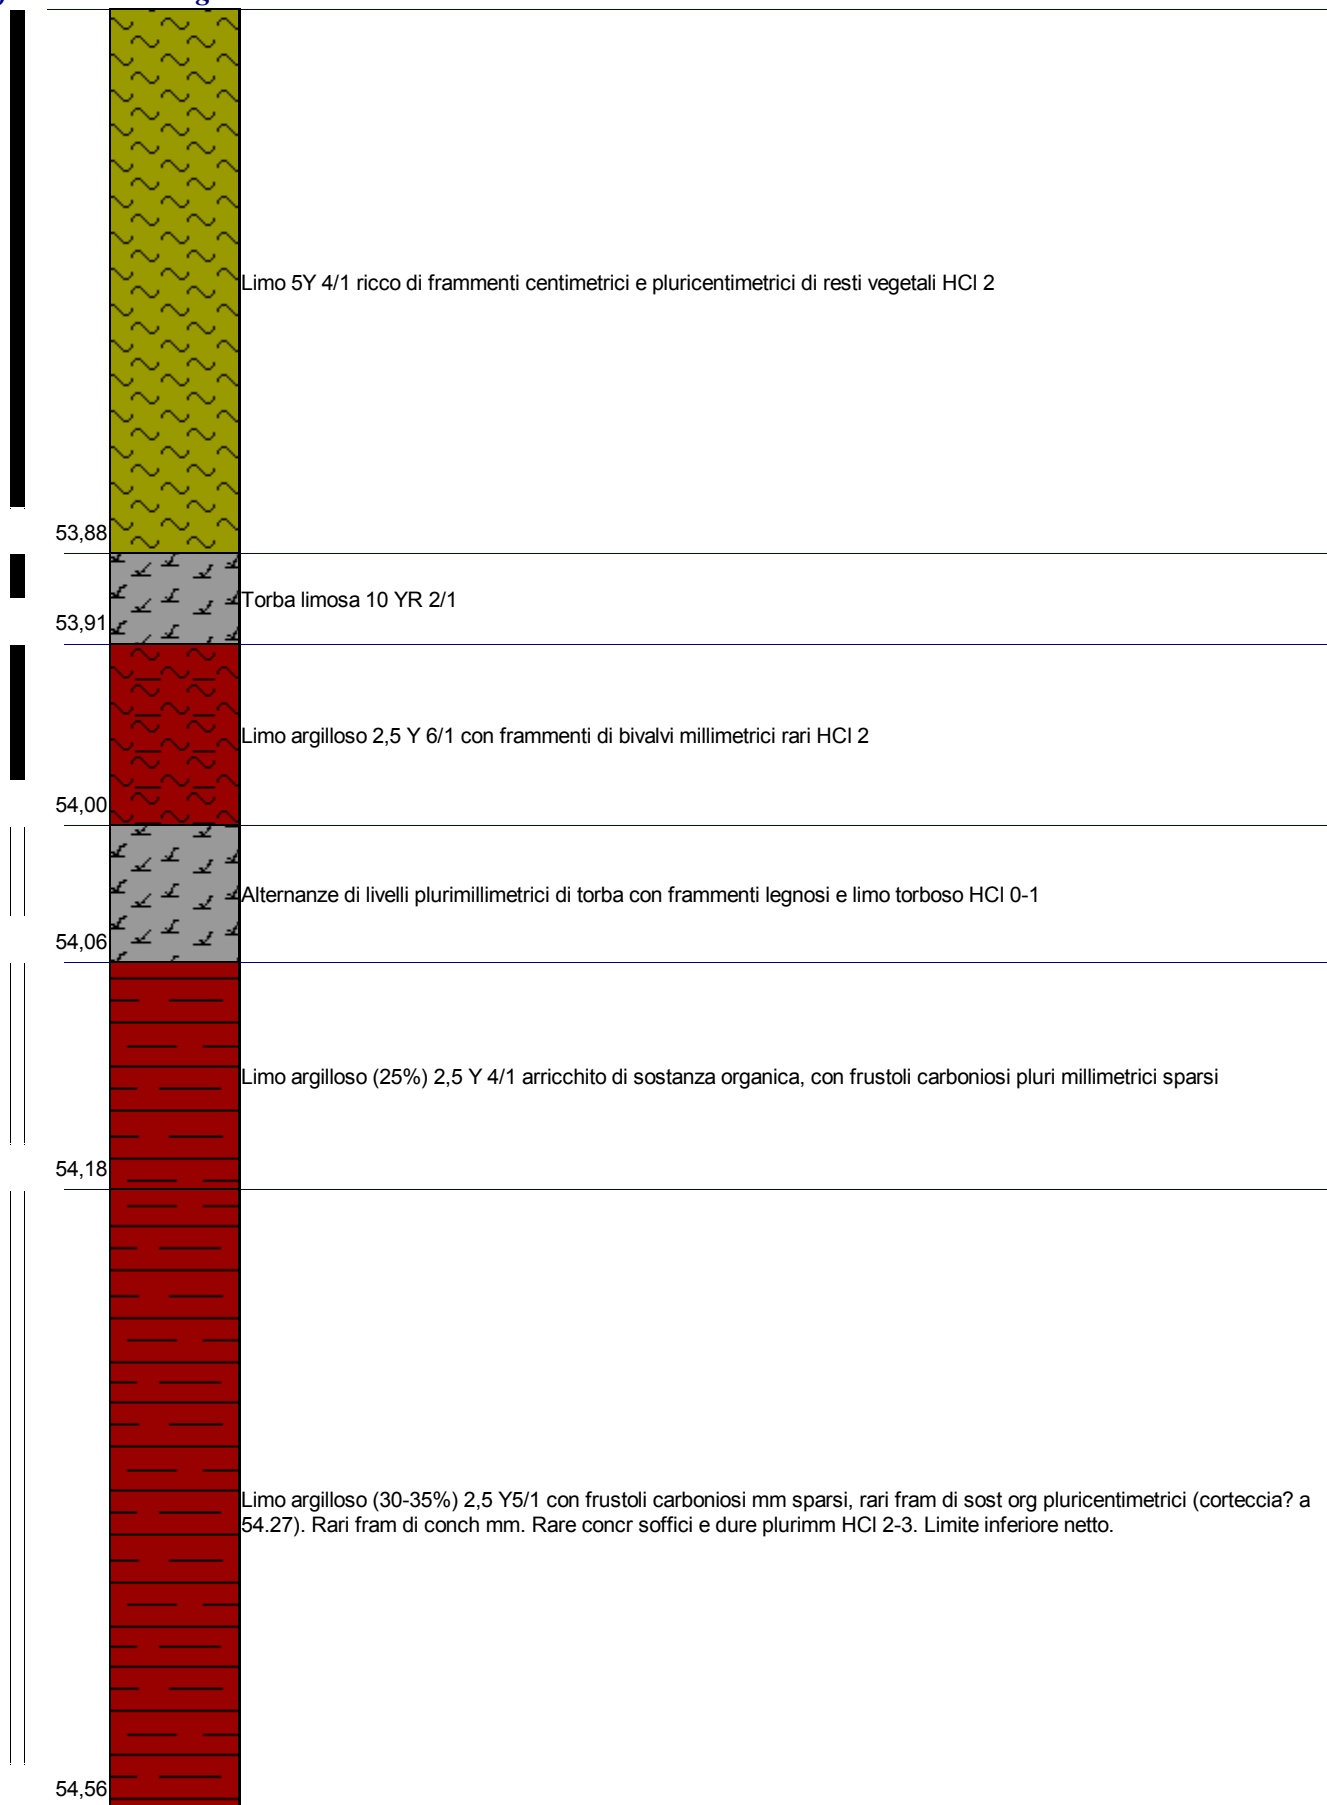 Limo 5Y 4/1 ricco di frammenti centimetrici e pluricentimetrici di resti vegetali HCl 2
53,88
Torba limosa 10 YR 2/1
53,91
Limo argilloso 2,5 Y 6/1 con frammenti di bivalvi millimetrici rari HCl 2
54,00
Alternanze di livelli plurimillimetrici di torba con frammenti legnosi e limo torboso HCl 0-1
54,06
Limo argilloso (25%) 2,5 Y 4/1 arricchito di sostanza organica, con frustoli carboniosi pluri millimetrici sparsi
54,18
Limo argilloso (30-35%) 2,5 Y5/1 con frustoli carboniosi mm sparsi, rari fram di sost org pluricentimetrici (corteccia? a
54.27). Rari fram di conch mm. Rare concr soffici e dure plurimm HCl 2-3. Limite inferiore netto.
54,56